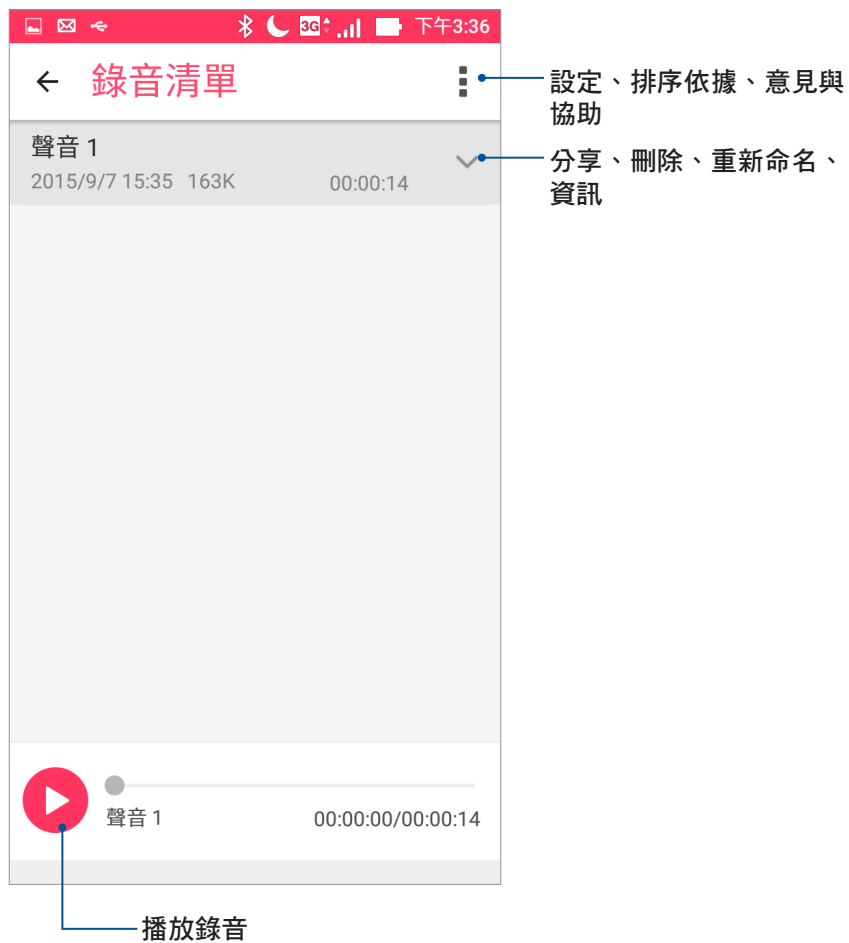 3G 下午3:36
錄音清單
設定、排序依據、意見與
協助
聲音 1
2015/9/7 15:35 163K 00:00:14
分享、刪除、重新命名、
資訊
聲音 1 00:00:00/00:00:14
播放錄音